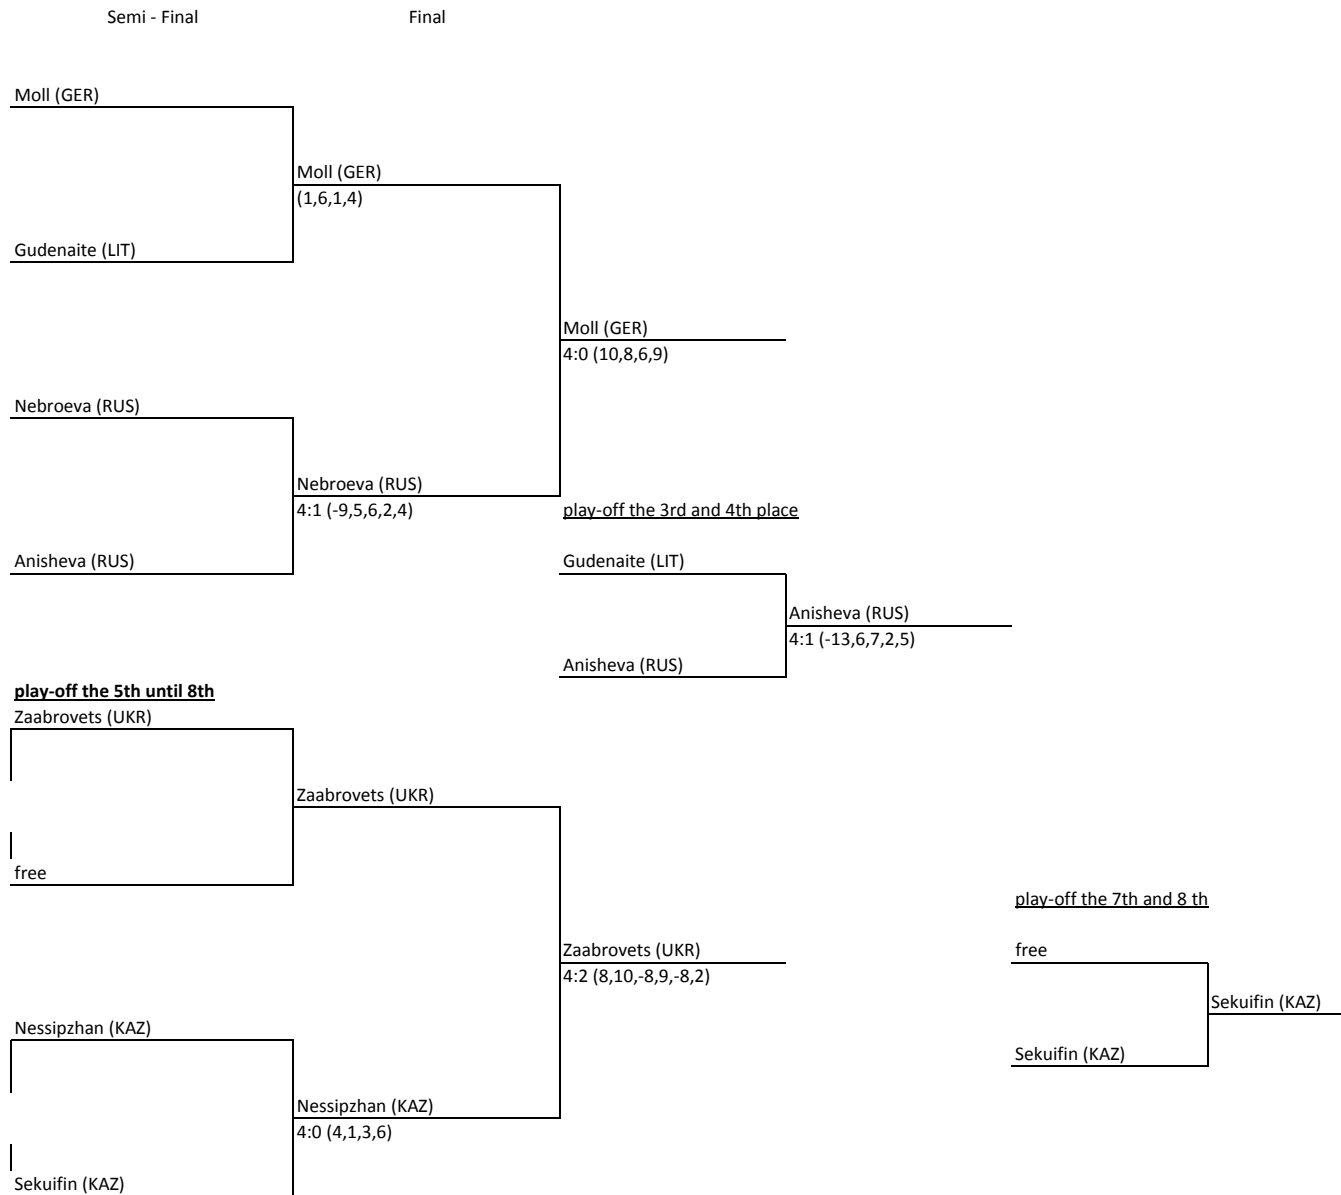 Semi - Final Final
Moll (GER)
Moll (GER)
(1,6,1,4)
Gudenaite (LIT)
Moll (GER)
4:0 (10,8,6,9)
Nebroeva (RUS)
Nebroeva (RUS)
4:1 (-9,5,6,2,4)
play-off the 3rd and 4th place
Anisheva (RUS)
Gudenaite (LIT)
Anisheva (RUS)
4:1 (-13,6,7,2,5)
Anisheva (RUS)
play-off the 5th until 8th
Zaabrovets (UKR)
Zaabrovets (UKR)
free
play-off the 7th and 8 th
Zaabrovets (UKR)
4:2 (8,10,-8,9,-8,2)
free
Sekuifin (KAZ)
Nessipzhan (KAZ)
Sekuifin (KAZ)
Nessipzhan (KAZ)
4:0 (4,1,3,6)
Sekuifin (KAZ)